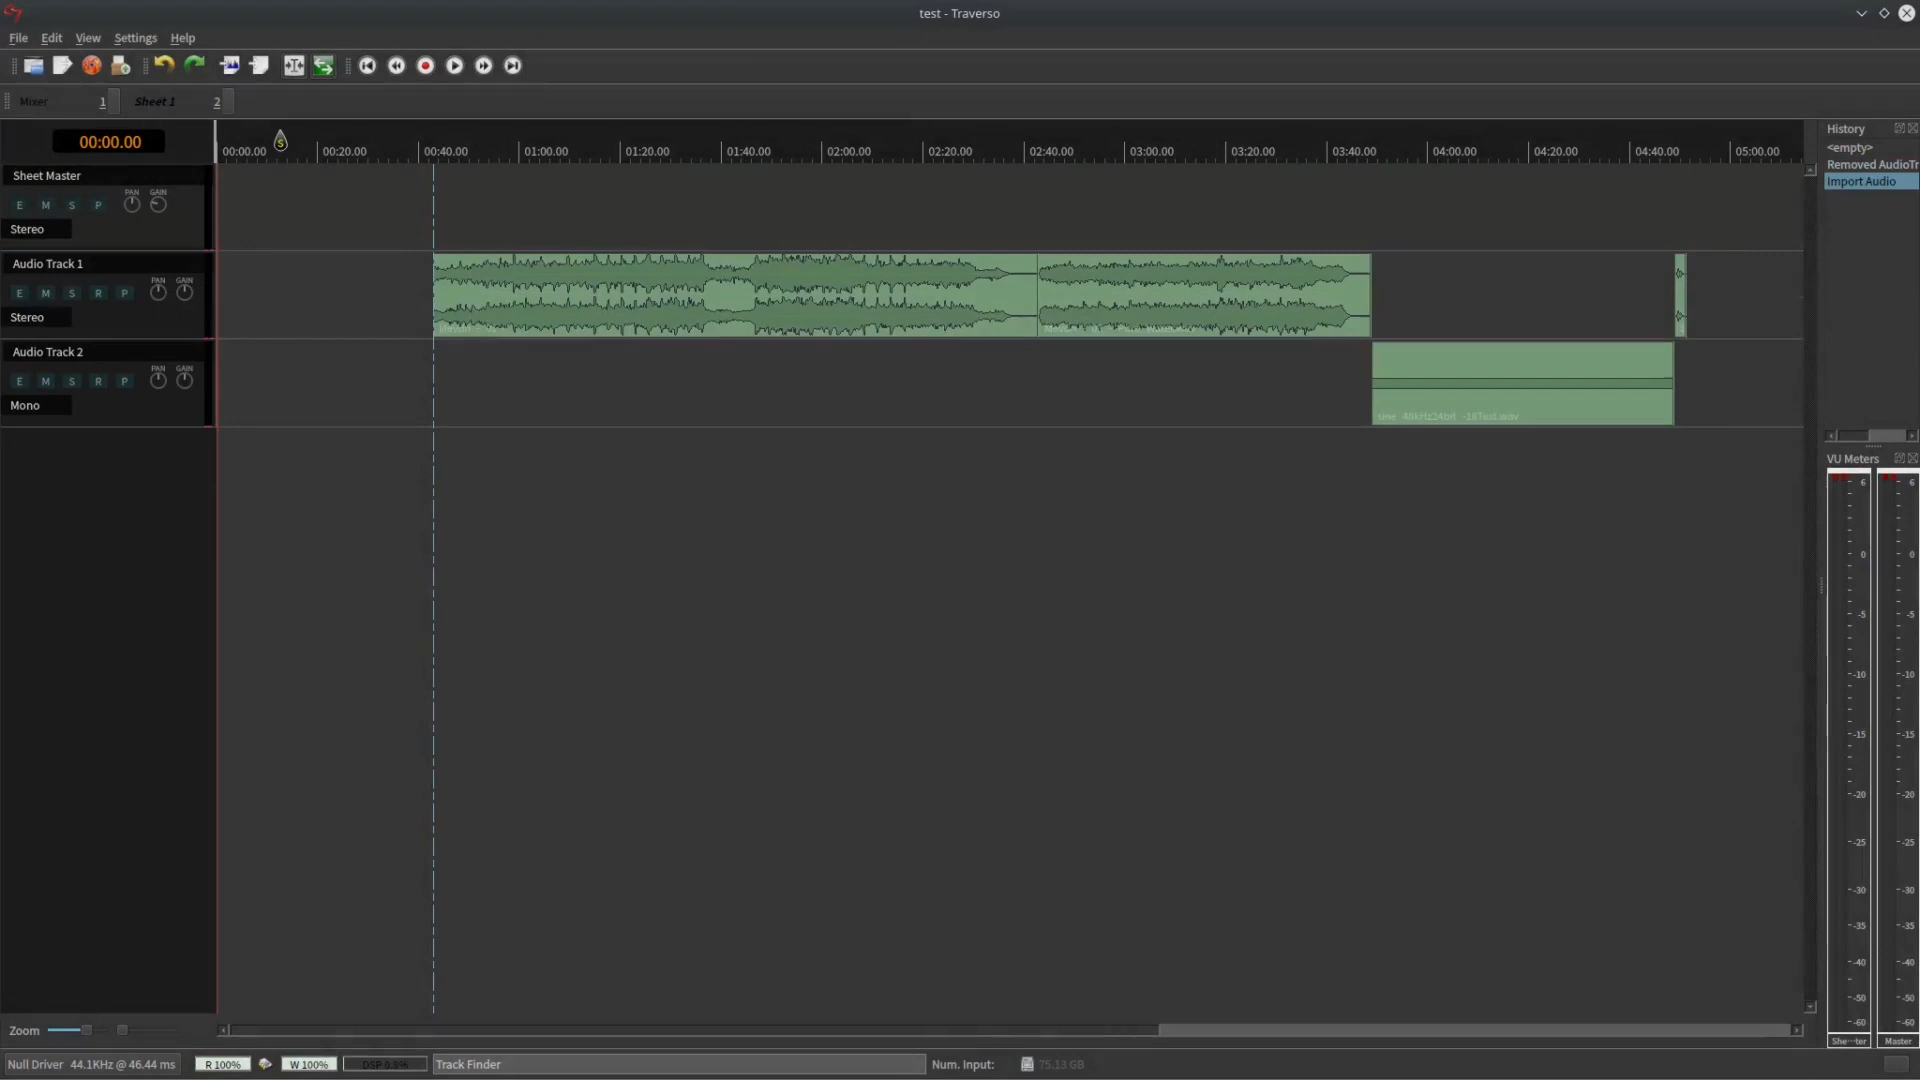 test - Traverso
File Edit View Settings Help
Mixer 1 Sheet 1 2
00:00.00
S
00:00.00 00:20.00 00:40.00 01:00.00 01:20.00 01:40.00 02:00.00 02:20.00 02:40.00 03:00.00 03:20.00 03:40.00 04:00.00 04:20.00 04:40.00 05:00.00
Sheet Master
PAN GAIN
E M S P
Stereo
Audio Track 1
PAN GAIN
E M S R P
Stereo
Audio Track 2
PAN GAIN
E M S R P
Mono
History
<empty>
Removed AudioTr
Import Audio
VU Meters
6 6
0 0
-5 -5
-10 -10
-15 -15
-20 -20
-25 -25
-30 -30
-35 -35
-40 -40
-50 -50
-60 -60
She···ter Master
Zoom
Null Driver 44.1KHz @ 46.44 ms R 100% W 100% DSP 0.8% Track Finder Num. Input: 75.13 GB